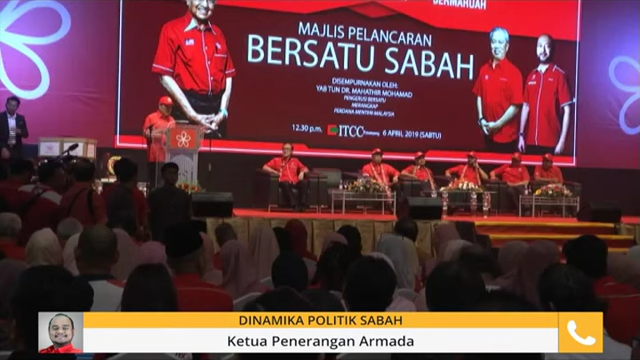 BERMARUAH
MAJLIS PELANCARAN
BERSATU SABAH
DISEMPURNAKAN OLEH:
YAB TUN DR. MAHATHIR MOHAMAD
PENGERUSI BERSATU
MERANGKAP
PERDANA MENTERI MALAYSIA
12.30 p.m. ITCC 6 APRIL 2019 (SABTU)
DINAMIKA POLITIK SABAH
Ketua Penerangan Armada